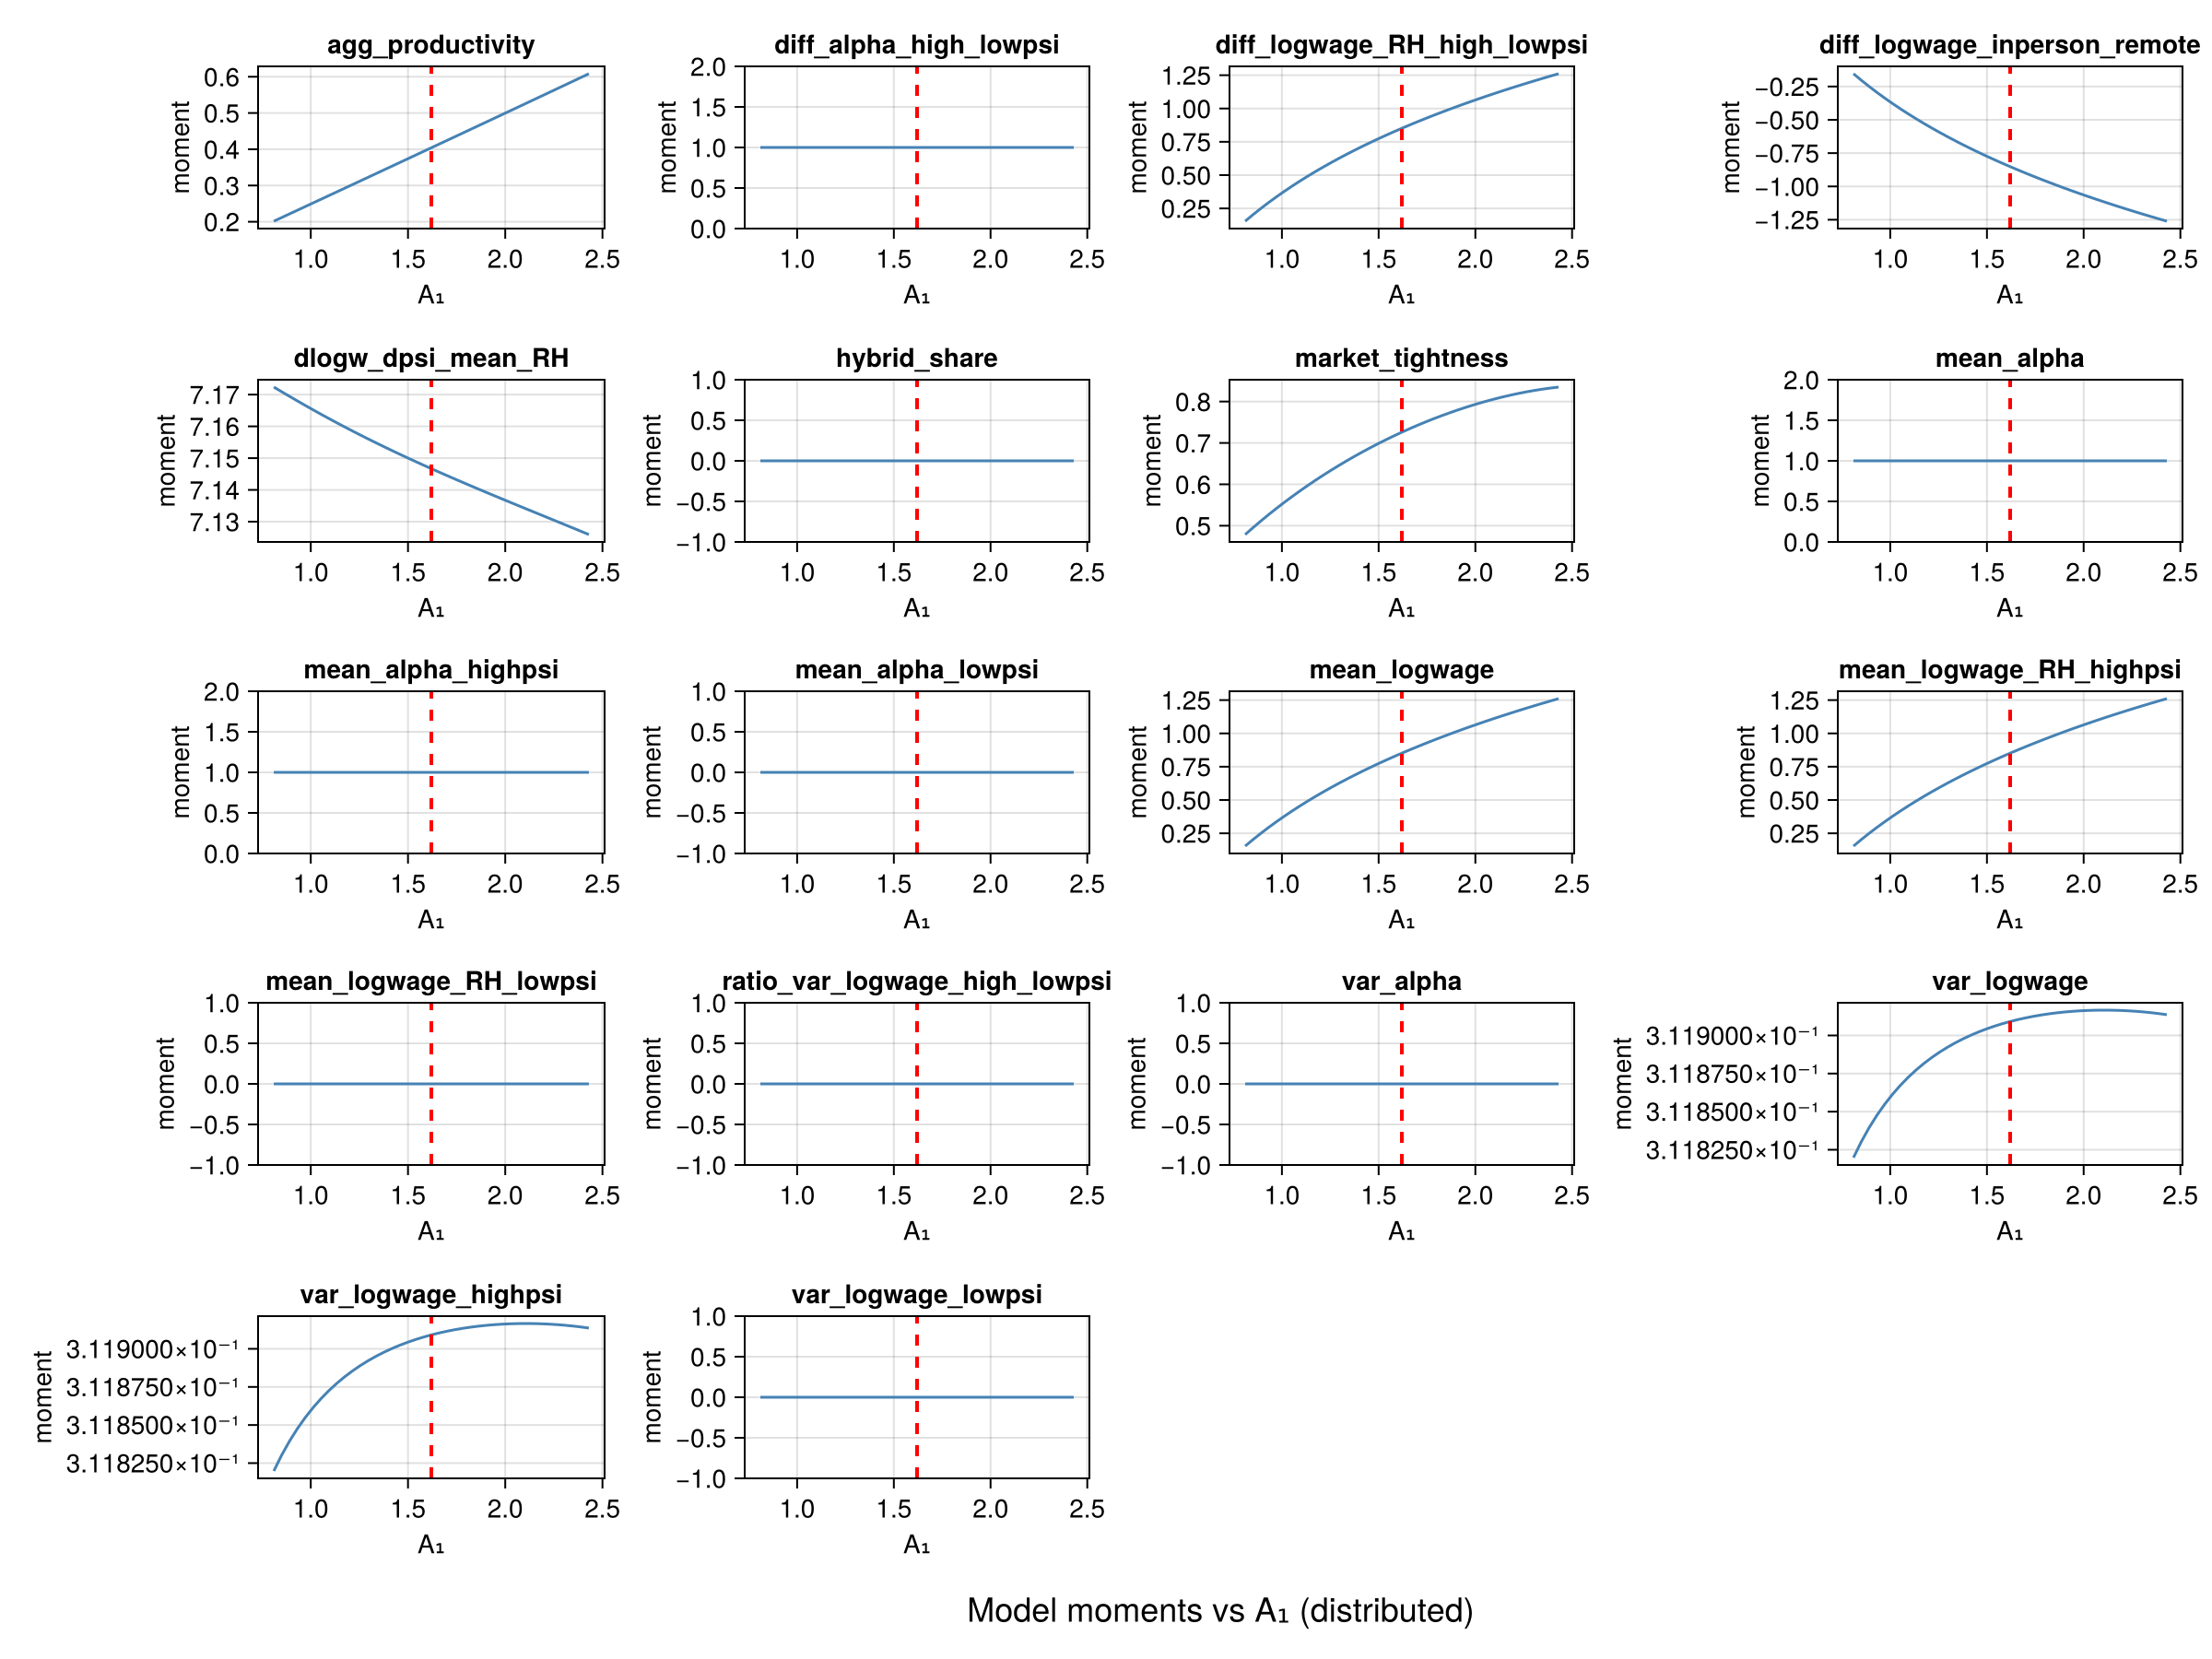 agg_productivity
diff_alpha_high_lowpsi
diff_logwage_RH_high_lowpsi
diff_logwage_inperson_remote
moment
0.6
0.5
0.4
0.3
0.2
1.0 1.5 2.0 2.5
A₁
moment
2.0
1.5
1.0
0.5
0.0
1.0 1.5 2.0 2.5
A₁
moment
1.25
1.00
0.75
0.50
0.25
1.0 1.5 2.0 2.5
A₁
moment
−0.25
−0.50
−0.75
−1.00
−1.25
1.0 1.5 2.0 2.5
A₁
dlogw_dpsi_mean_RH
hybrid_share
market_tightness
mean_alpha
moment
7.17
7.16
7.15
7.14
7.13
1.0 1.5 2.0 2.5
A₁
moment
1.0
0.5
0.0
−0.5
−1.0
1.0 1.5 2.0 2.5
A₁
moment
0.8
0.7
0.6
0.5
1.0 1.5 2.0 2.5
A₁
moment
2.0
1.5
1.0
0.5
0.0
1.0 1.5 2.0 2.5
A₁
mean_alpha_highpsi
mean_alpha_lowpsi
mean_logwage
mean_logwage_RH_highpsi
moment
2.0
1.5
1.0
0.5
0.0
1.0 1.5 2.0 2.5
A₁
moment
1.0
0.5
0.0
−0.5
−1.0
1.0 1.5 2.0 2.5
A₁
moment
1.25
1.00
0.75
0.50
0.25
1.0 1.5 2.0 2.5
A₁
moment
1.25
1.00
0.75
0.50
0.25
1.0 1.5 2.0 2.5
A₁
mean_logwage_RH_lowpsi
ratio_var_logwage_high_lowpsi
var_alpha
var_logwage
moment
1.0
0.5
0.0
−0.5
−1.0
1.0 1.5 2.0 2.5
A₁
moment
1.0
0.5
0.0
−0.5
−1.0
1.0 1.5 2.0 2.5
A₁
moment
1.0
0.5
0.0
−0.5
−1.0
1.0 1.5 2.0 2.5
A₁
moment
3.119000×10⁻¹
3.118750×10⁻¹
3.118500×10⁻¹
3.118250×10⁻¹
1.0 1.5 2.0 2.5
A₁
var_logwage_highpsi
var_logwage_lowpsi
moment
3.119000×10⁻¹
3.118750×10⁻¹
3.118500×10⁻¹
3.118250×10⁻¹
1.0 1.5 2.0 2.5
A₁
moment
1.0
0.5
0.0
−0.5
−1.0
1.0 1.5 2.0 2.5
A₁
Model moments vs A₁ (distributed)